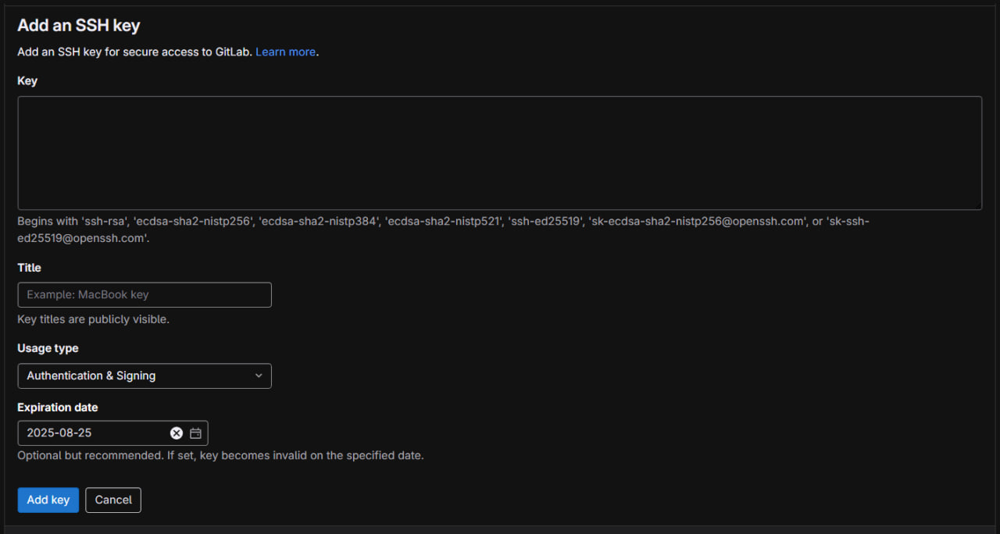 Add an SSH key
Add an SSH key for secure access to GitLab. Learn more.
Key
Begins with 'ssh-rsa', 'ecdsa-sha2-nistp256', 'ecdsa-sha2-nistp384', 'ecdsa-sha2-nistp521', 'ssh-ed25519', 'sk-ecdsa-sha2-nistp256@openssh.com', or 'sk-ssh-
ed25519@openssh.com'.
Title
Example: MacBook key
Key titles are publicly visible.
Usage type
Authentication & Signing
Expiration date
2025-08-25
Optional but recommended. If set, key becomes invalid on the specified date.
Add key Cancel